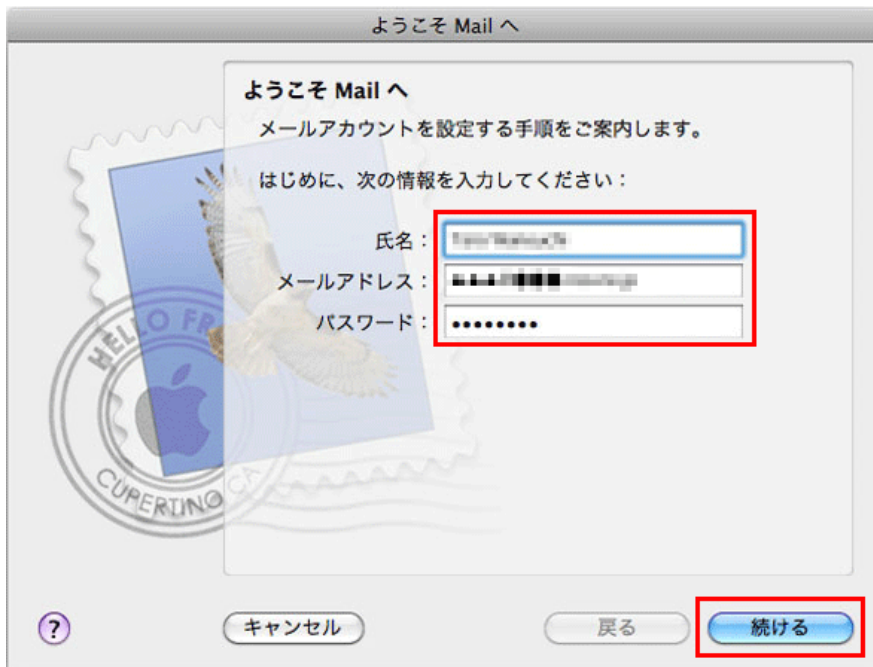 ようこそ Mail へ
ようこそ Mail へ
メールアカウントを設定する手順をご案内します。
はじめに、次の情報を入力してください：
氏名：
メールアドレス：
パスワード： ••••••••
HELLO FR
CUPERTINO CA
?
キャンセル
戻る
続ける